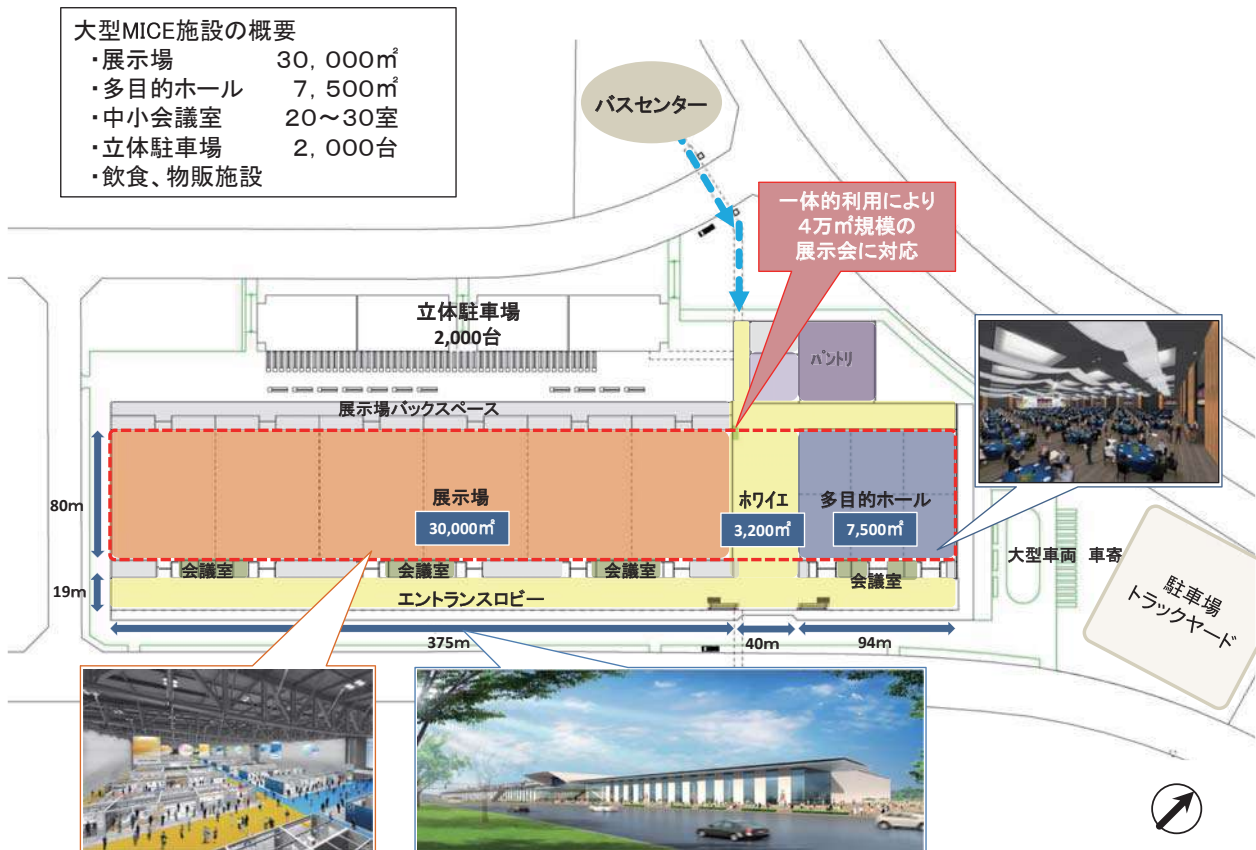 大型MICE施設の概要
・展示場 30,000㎡
・多目的ホール 7,500㎡
・中小会議室 20～30室
・立体駐車場 2,000台
・飲食、物販施設
バスセンター
一体的利用により
4万㎡規模の
展示会に対応
立体駐車場
2,000台
パントリ
展示場バックスペース
80m
展示場
30,000㎡
ホワイエ
3,200㎡
多目的ホール
7,500㎡
大型車両 車寄
会議室
会議室
会議室
会議室
19m
エントランスロビー
駐車場
トラックヤード
375m
40m
94m